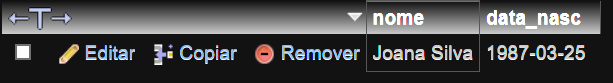 nome data_nasc
Editar Copiar Remover Joana Silva 1987-03-25